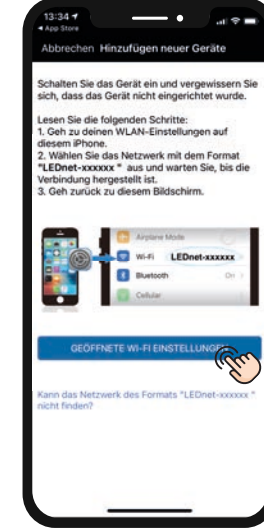 13:34
App Store
Abbrechen Hinzufügen neuer Geräte
Schalten Sie das Gerät ein und vergewissern Sie
sich, dass das Gerät nicht eingerichtet wurde.
Lesen Sie die folgenden Schritte:
1. Geh zu deinen WLAN-Einstellungen auf
diesem iPhone.
2. Wählen Sie das Netzwerk mit dem Format
"LEDnet-xxxxxx " aus und warten Sie, bis die
Verbindung hergestellt ist.
3. Geh zurück zu diesem Bildschirm.
Airplane Mode
Wi-Fi LEDnet-xxxxxx
Bluetooth On
Cellular
GEÖFFNETE WI-FI EINSTELLUNGEN
Kann das Netzwerk des Formats "LEDnet-xxxxxx "
nicht finden?